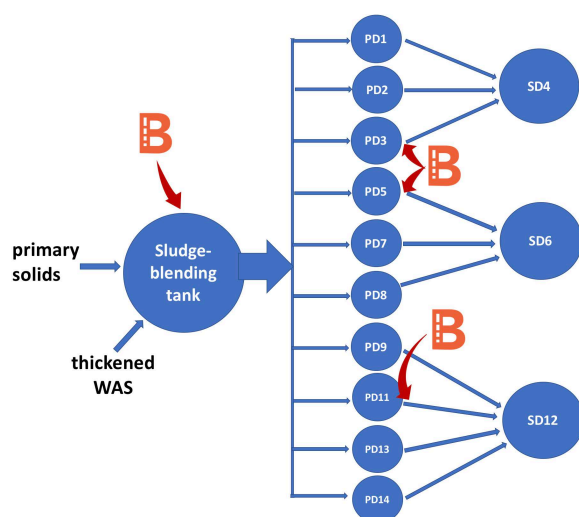 PD1
SD4
PD2
B
PD3
B
PD5
primary
solids
Sludge-
blending
tank
PD7
SD6
PD8
B
thickened
WAS
PD9
PD11
SD12
PD13
PD14